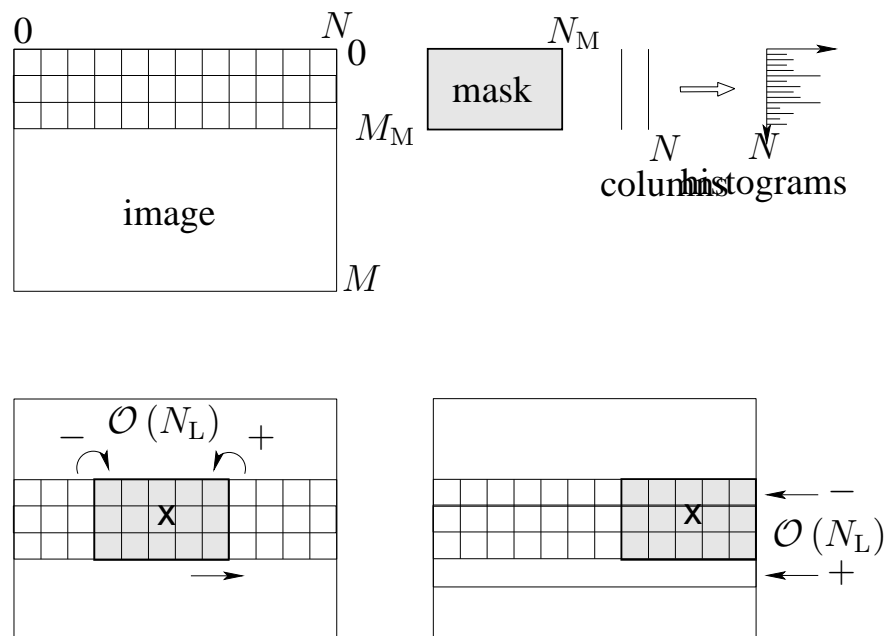 0 N
0
N_M
mask
M_M
N
N
columns
histograms
image
M
− O (N_L) +
x
x
−
O (N_L)
+